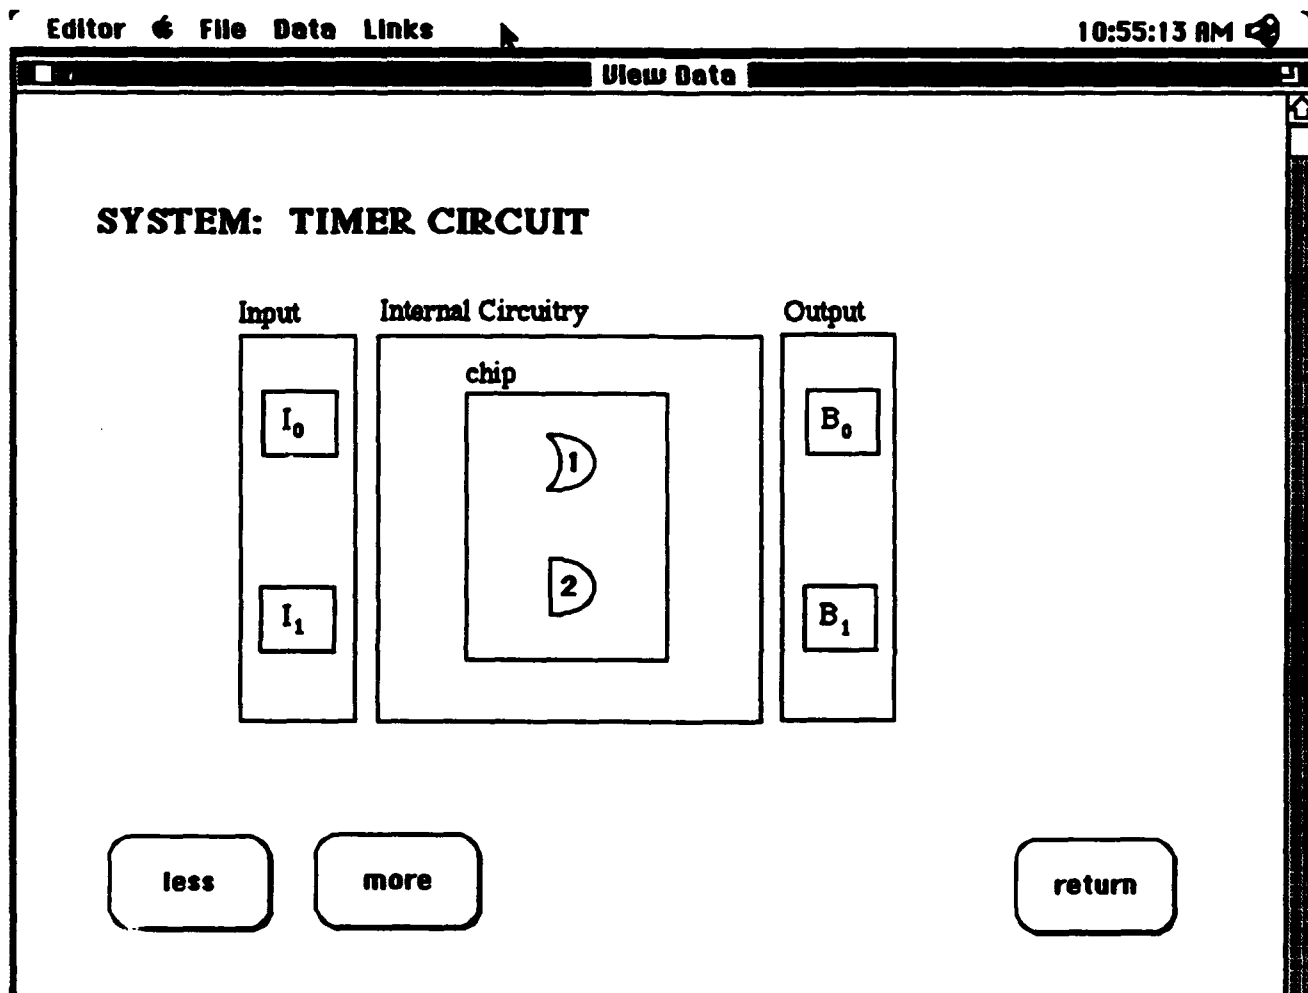 Editor File Data Links 10:55:13 AM
View Data
SYSTEM: TIMER CIRCUIT
Input Internal Circuitry Output
chip
I0 B0
1
2
I1 B1
less more return